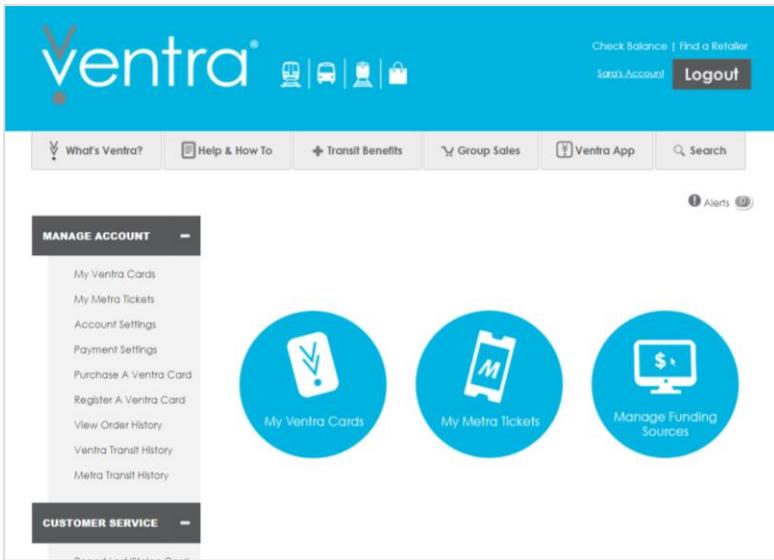 Ventra®
Check Balance | Find a Retailer
Sara's Account Logout
What's Ventra? Help & How To Transit Benefits Group Sales Ventra App Search
Alerts 0
MANAGE ACCOUNT
My Ventra Cards
My Metra Tickets
Account Settings
Payment Settings
Purchase A Ventra Card
Register A Ventra Card
View Order History
Ventra Transit History
Metra Transit History
CUSTOMER SERVICE
My Ventra Cards
M
My Metra Tickets
$
Manage Funding
Sources